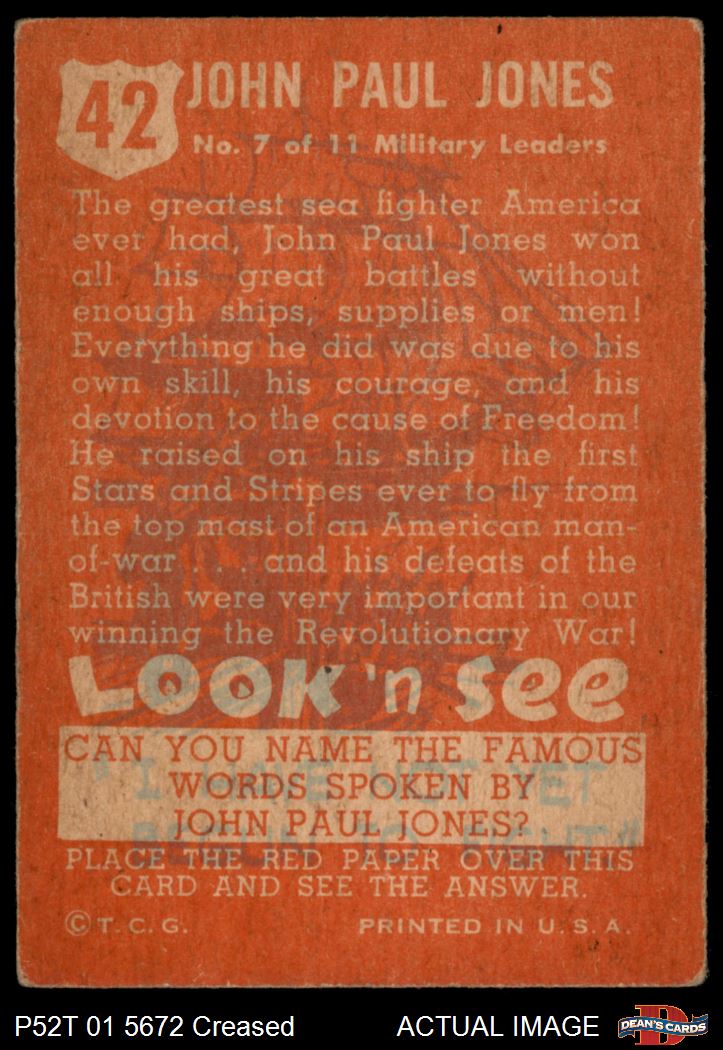 42
JOHN PAUL JONES
No. 7 of 11 Military Leaders
The greatest sea fighter America
ever had, John Paul Jones won
all his great battles without
enough ships, supplies or men!
Everything he did was due to his
own skill, his courage, and his
devotion to the cause of Freedom!
He raised on his ship the first
Stars and Stripes ever to fly from
the top mast of an American man-
of-war . . . and his defeats of the
British were very important in our
winning the Revolutionary War!
LOOK 'n See
CAN YOU NAME THE FAMOUS
WORDS SPOKEN BY
JOHN PAUL JONES?
"I HAVE NOT YET
BEGUN TO FIGHT"
PLACE THE RED PAPER OVER THIS
CARD AND SEE THE ANSWER.
© T. C. G. PRINTED IN U. S. A.
P52T 01 5672 Creased ACTUAL IMAGE DEAN'S CARDS